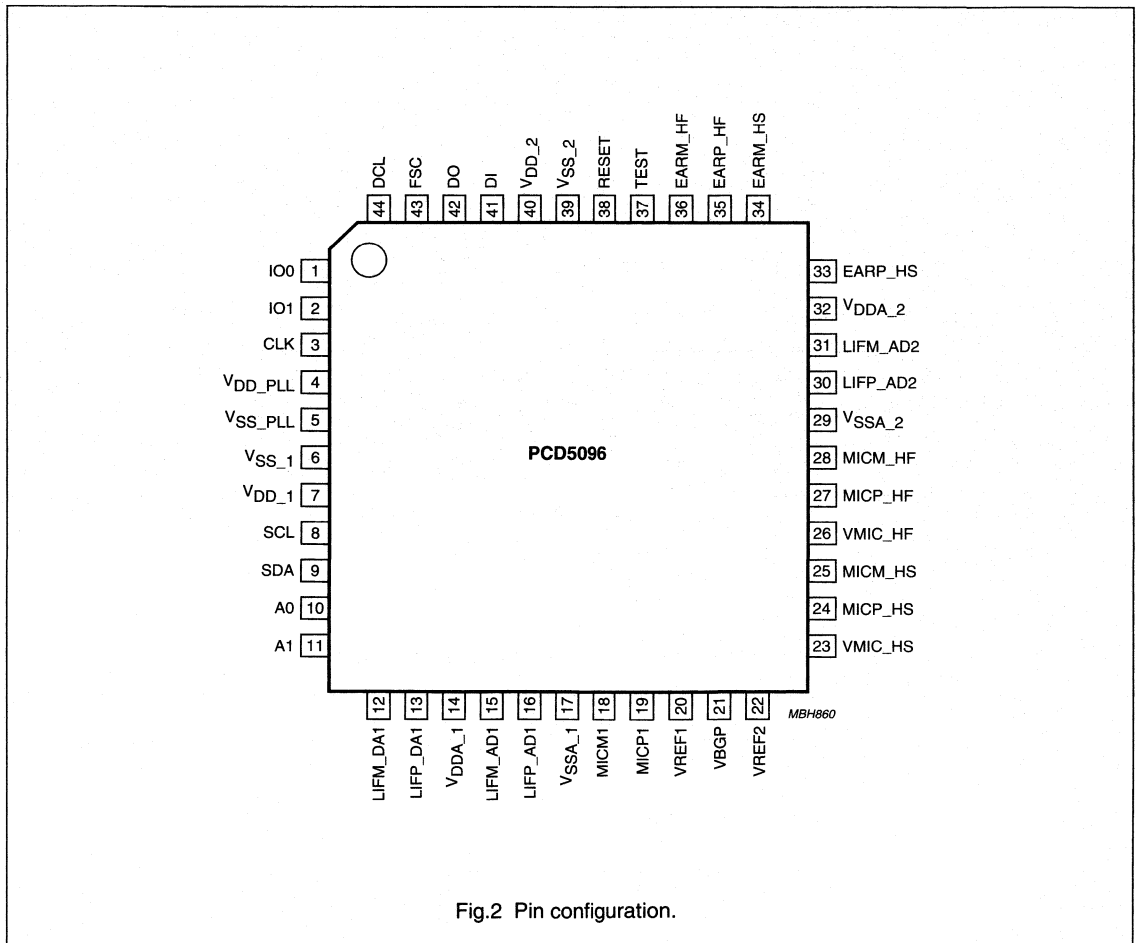 44 DCL
43 FSC
42 DO
41 DI
40 VDD_2
39 VSS_2
38 RESET
37 TEST
36 EARM_HF
35 EARP_HF
34 EARM_HS
IO0 1
IO1 2
CLK 3
VDD_PLL 4
VSS_PLL 5
VSS_1 6
VDD_1 7
SCL 8
SDA 9
A0 10
A1 11
PCD5096
33 EARP_HS
32 VDDA_2
31 LIFM_AD2
30 LIFP_AD2
29 VSSA_2
28 MICM_HF
27 MICP_HF
26 VMIC_HF
25 MICM_HS
24 MICP_HS
23 VMIC_HS
LIFM_DA1 12
LIFP_DA1 13
VDDA_1 14
LIFM_AD1 15
LIFP_AD1 16
VSSA_1 17
MICM1 18
MICP1 19
VREF1 20
VBGP 21
VREF2 22
MBH860
Fig.2 Pin configuration.